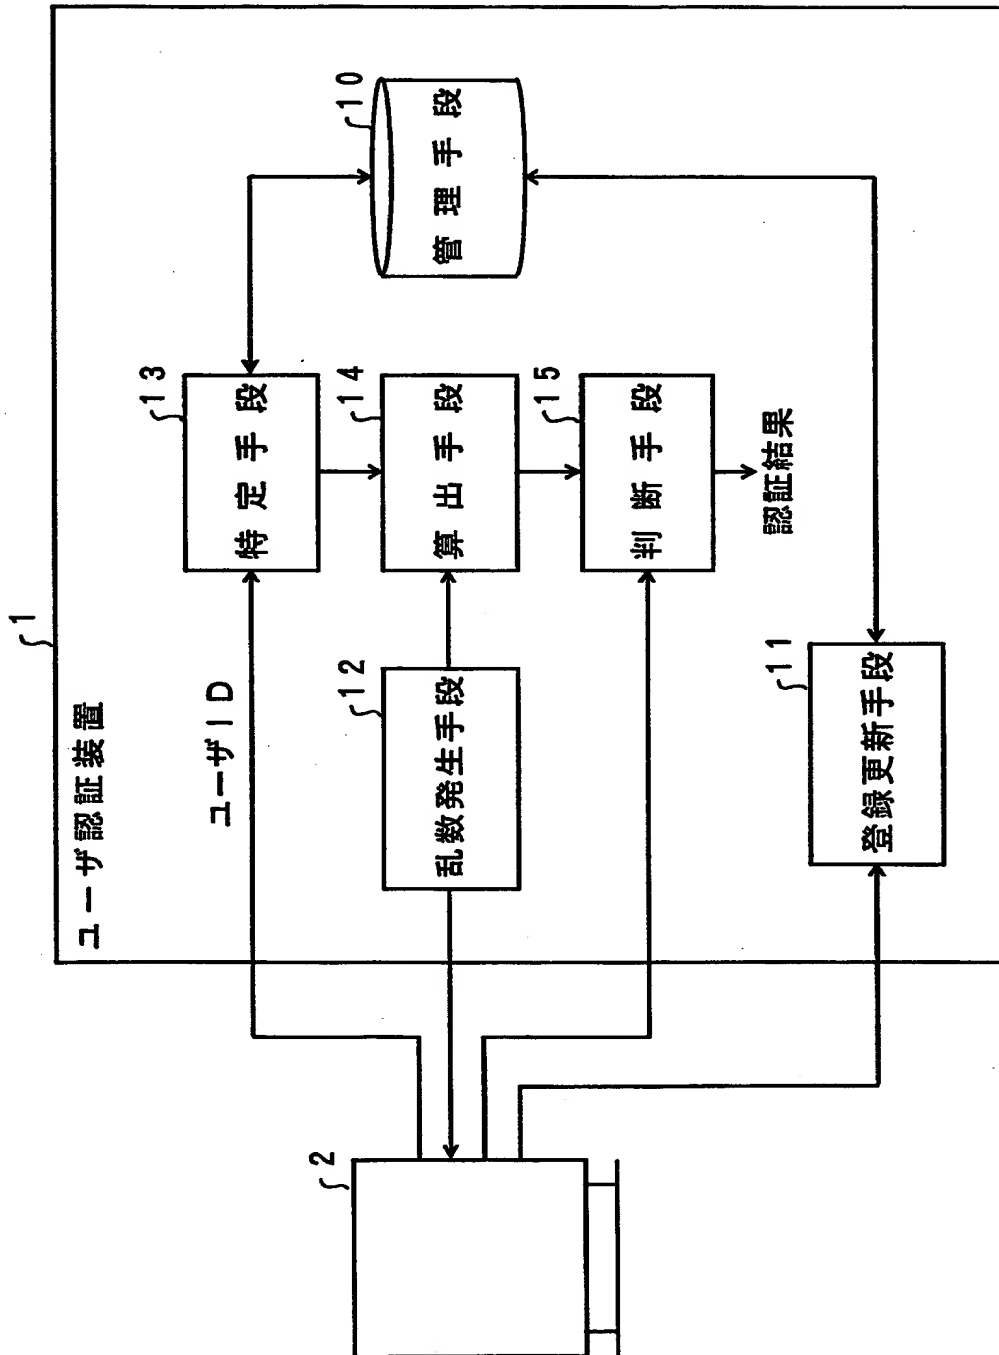 1
ユーザ認証装置
ユーザID
13
特定手段
10
管理手段
12
乱数発生手段
14
算出手段
15
判断手段
認証結果
2
11
登録更新手段